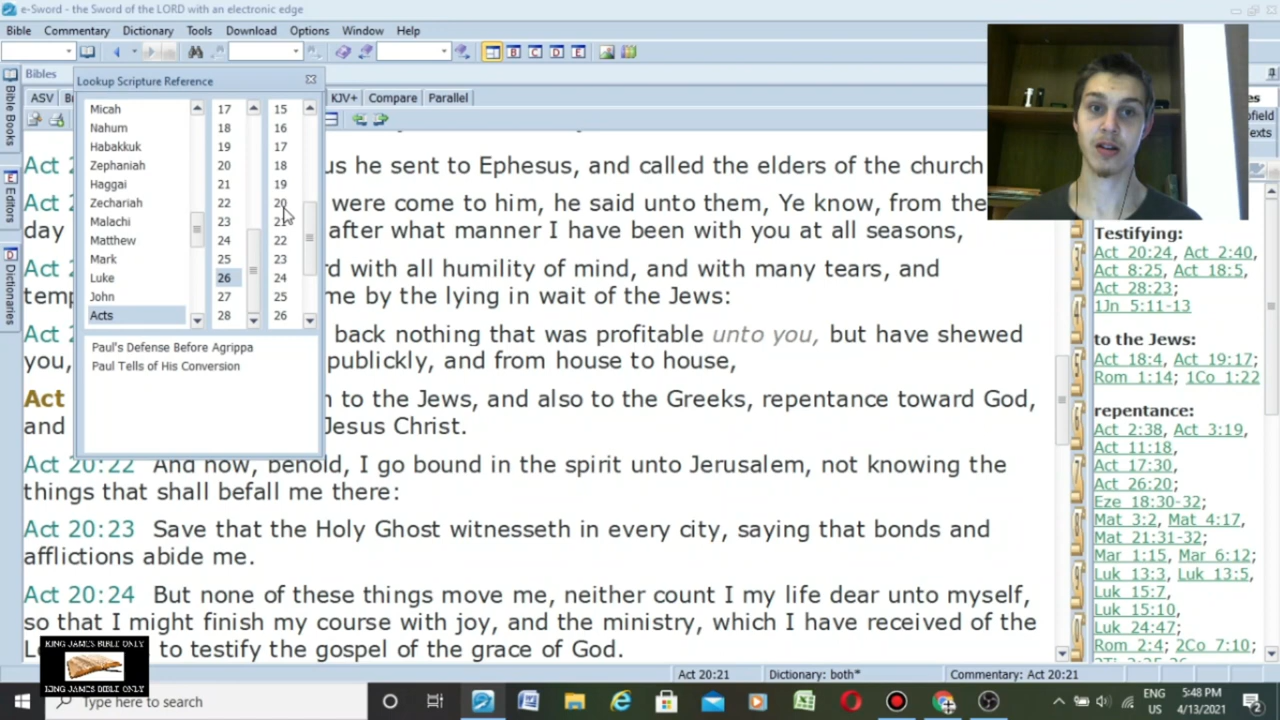 e-Sword - the Sword of the LORD with an electronic edge
Bible Commentary Dictionary Tools Download Options Window Help
B C D E
Bibles
Lookup Scripture Reference
ASV
KJV+ Compare Parallel
Bible Books
Editors
Dictionaries
Micah 17 15
Nahum 18 16
Habakkuk 19 17
Zephaniah 20 18
Haggai 21 19
Zechariah 22 20
Malachi 23 21
Matthew 24 22
Mark 25 23
Luke 26 24
John 27 25
Acts 28 26
Paul's Defense Before Agrippa
Paul Tells of His Conversion
Act us he sent to Ephesus, and called the elders of the church
Act were come to him, he said unto them, Ye know, from the
day after what manner I have been with you at all seasons,
Act with all humility of mind, and with many tears, and
me by the lying in wait of the Jews:
Act back nothing that was profitable unto you, but have shewed
you, publickly, and from house to house,
Act to the Jews, and also to the Greeks, repentance toward God,
and Jesus Christ.
Act 20:22 And now, behold, I go bound in the spirit unto Jerusalem, not knowing the
things that shall befall me there:
Act 20:23 Save that the Holy Ghost witnesseth in every city, saying that bonds and
afflictions abide me.
Act 20:24 But none of these things move me, neither count I my life dear unto myself,
so that I might finish my course with joy, and the ministry, which I have received of the
to testify the gospel of the grace of God.
Testifying:
Act 20:24, Act 2:40,
Act 8:25, Act 18:5,
Act 28:23;
1Jn 5:11-13
to the Jews:
Act 18:4, Act 19:17;
Rom 1:14; 1Co 1:22
repentance:
Act 2:38, Act 3:19,
Act 11:18,
Act 17:30,
Act 26:20;
Eze 18:30-32;
Mat 3:2, Mat 4:17,
Mat 21:31-32;
Mar 1:15, Mar 6:12;
Luk 13:3, Luk 13:5,
Luk 15:7,
Luk 15:10,
Luk 24:47;
Rom 2:4; 2Co 7:10;
KING JAMES BIBLE ONLY
KING JAMES BIBLE ONLY
Act 20:21 Dictionary: both* Commentary: Act 20:21
Type here to search
ENG
US
5:48 PM
4/13/2021
2